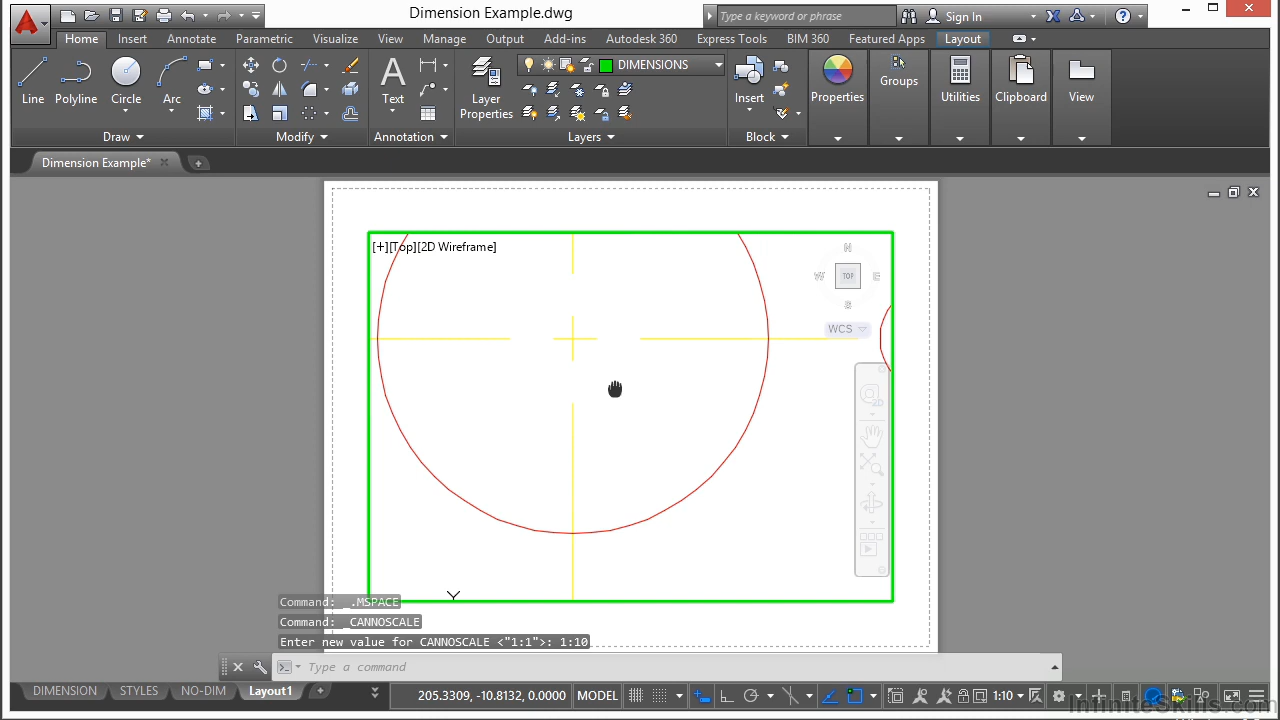 Dimension Example.dwg
Type a keyword or phrase
Sign In
Home Insert Annotate Parametric Visualize View Manage Output Add-ins Autodesk 360 Express Tools BIM 360 Featured Apps Layout
DIMENSIONS
Line Polyline Circle Arc Text Layer Properties Insert Properties Groups Utilities Clipboard View
Draw Modify Annotation Layers Block
Dimension Example*
[+][Top][2D Wireframe]
N
W TOP E
S
WCS
2D
Y
Command: _.MSPACE
Command: _CANNOSCALE
Enter new value for CANNOSCALE <"1:1">: 1:10
Type a command
DIMENSION STYLES NO-DIM Layout1
205.3309, -10.8132, 0.0000 MODEL 1:10
InfiniteSkills.com